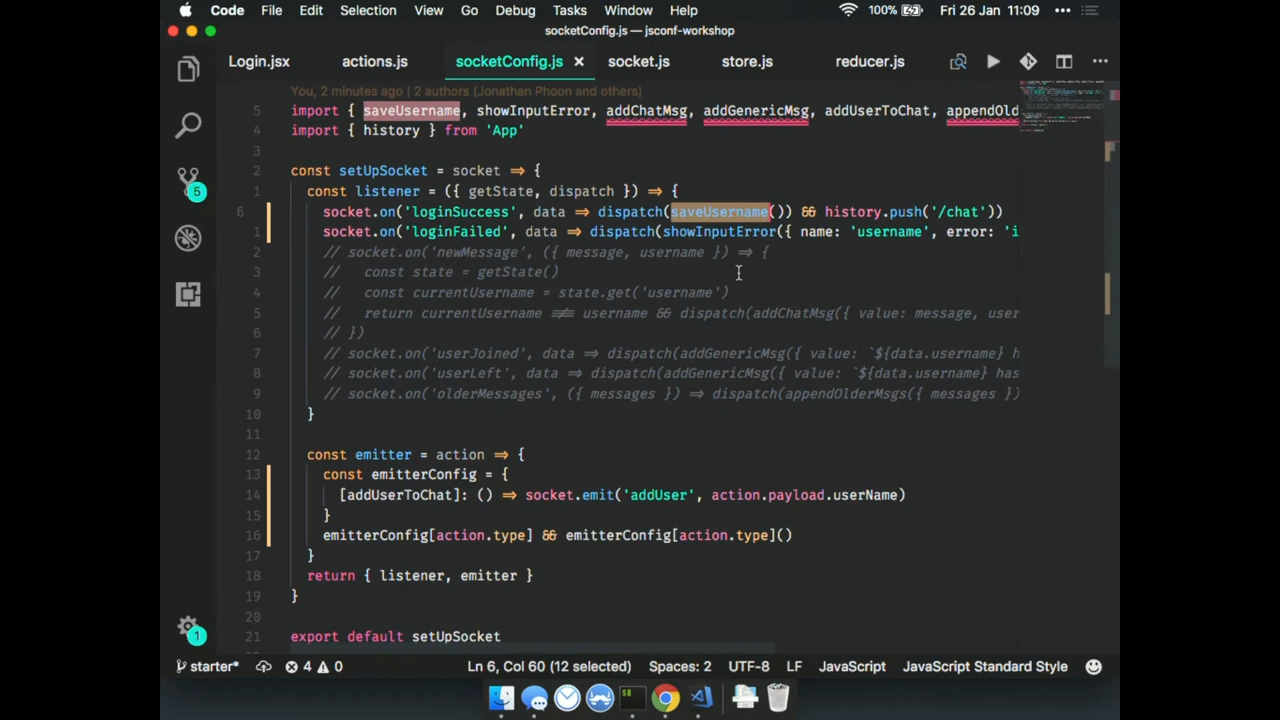 Code File Edit Selection View Go Debug Tasks Window Help 100% Fri 26 Jan 11:09
socketConfig.js — jsconf-workshop
Login.jsx actions.js socketConfig.js socket.js store.js reducer.js
You, 2 minutes ago | 2 authors (Jonathan Phoon and others)
5 import { saveUsername, showInputError, addChatMsg, addGenericMsg, addUserToChat, appendOld
4 import { history } from 'App'
3
2 const setUpSocket = socket => {
1 const listener = ({ getState, dispatch }) => {
6 socket.on('loginSuccess', data => dispatch(saveUsername()) && history.push('/chat'))
1 socket.on('loginFailed', data => dispatch(showInputError({ name: 'username', error: 'i
2 // socket.on('newMessage', ({ message, username }) => {
3 // const state = getState()
4 // const currentUsername = state.get('username')
5 // return currentUsername !== username && dispatch(addChatMsg({ value: message, user
6 // })
7 // socket.on('userJoined', data => dispatch(addGenericMsg({ value: `${data.username} h
8 // socket.on('userLeft', data => dispatch(addGenericMsg({ value: `${data.username} has
9 // socket.on('olderMessages', ({ messages }) => dispatch(appendOlderMsgs({ messages })
10 }
11
12 const emitter = action => {
13 const emitterConfig = {
14 [addUserToChat]: () => socket.emit('addUser', action.payload.userName)
15 }
16 emitterConfig[action.type] && emitterConfig[action.type]()
17 }
18 return { listener, emitter }
19 }
20
21 export default setUpSocket
5
1
starter* 4 0 Ln 6, Col 60 (12 selected) Spaces: 2 UTF-8 LF JavaScript JavaScript Standard Style